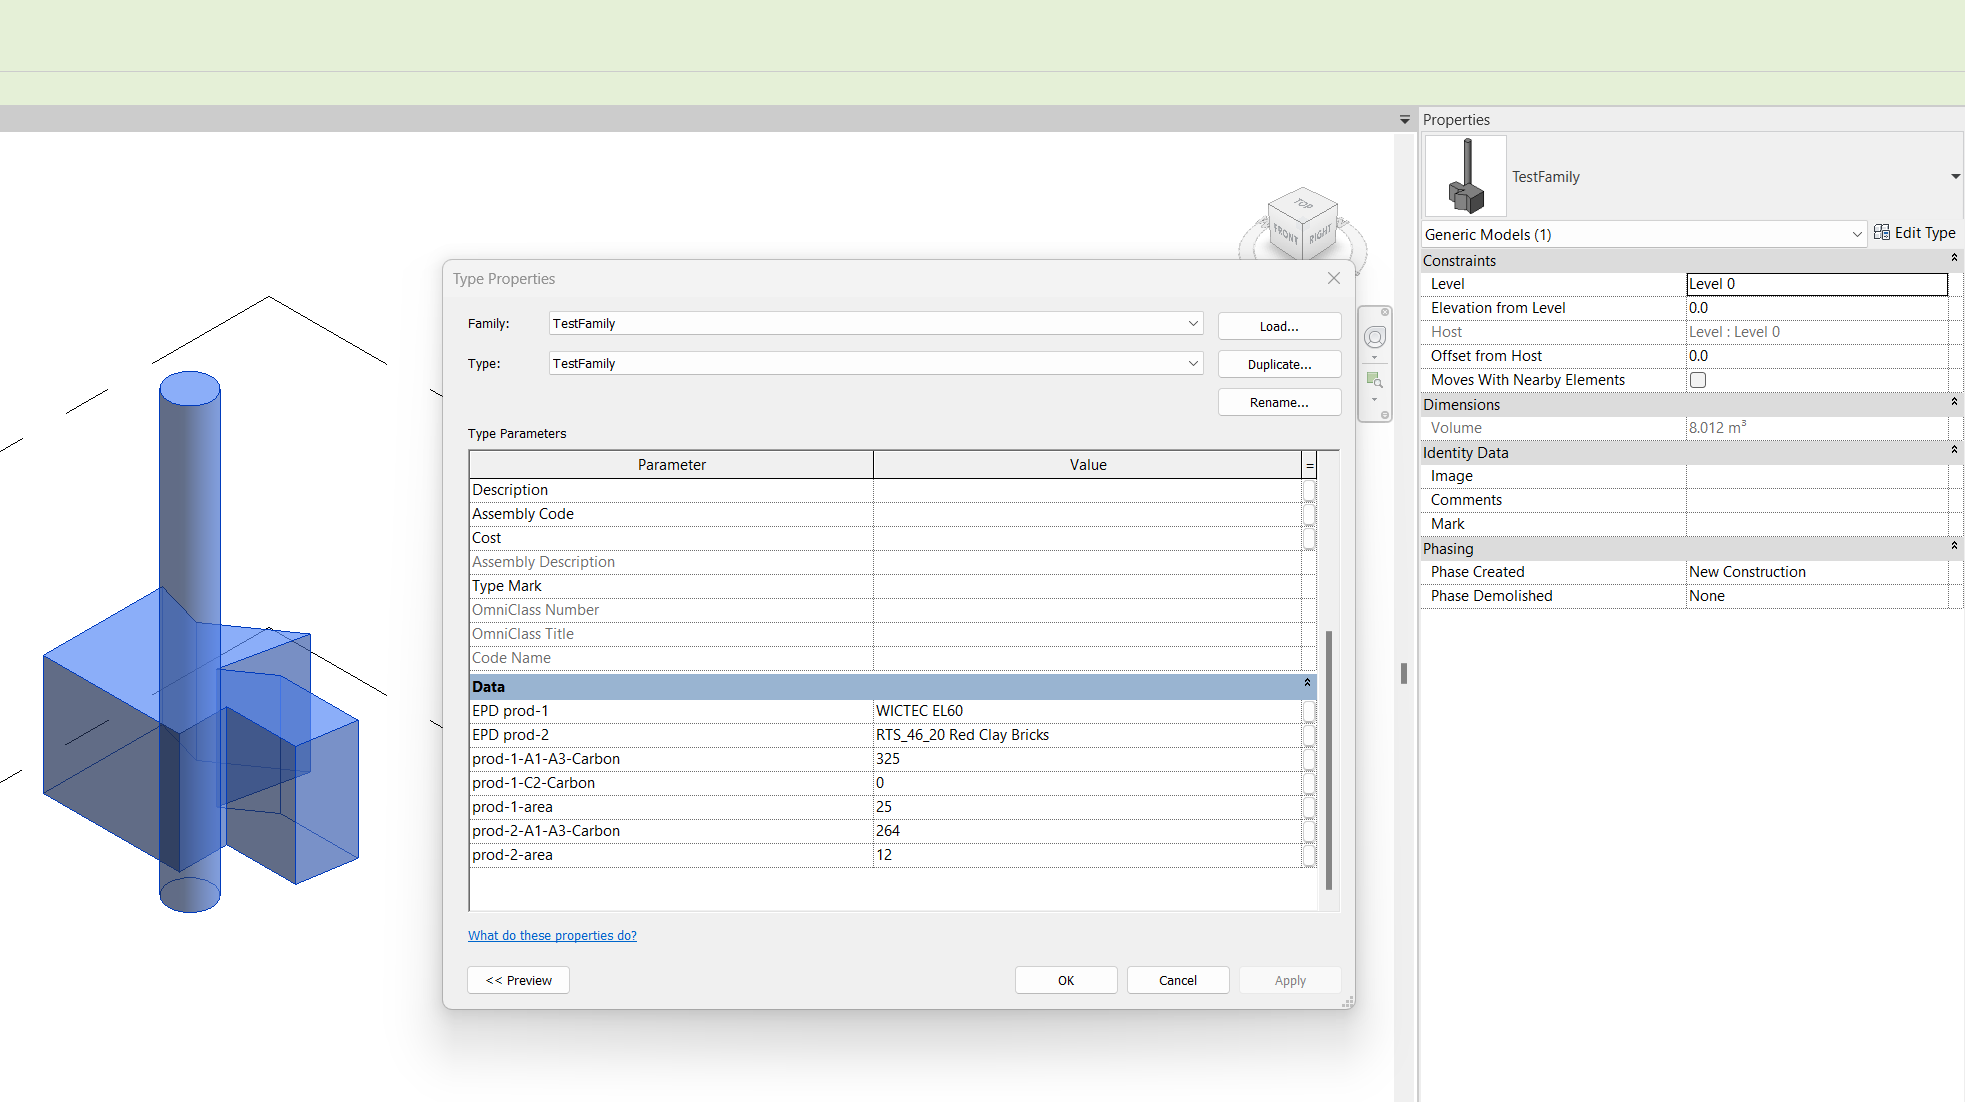 Properties
TestFamily
Generic Models (1)
Edit Type
Constraints
Level Level 0
Elevation from Level 0.0
Host Level : Level 0
Offset from Host 0.0
Moves With Nearby Elements
Dimensions
Volume 8.012 m³
Identity Data
Image
Comments
Mark
Phasing
Phase Created New Construction
Phase Demolished None
TOP
FRONT RIGHT
Type Properties
Family: TestFamily Load...
Type: TestFamily Duplicate...
Rename...
Type Parameters
Parameter Value =
Description
Assembly Code
Cost
Assembly Description
Type Mark
OmniClass Number
OmniClass Title
Code Name
Data
EPD prod-1 WICTEC EL60
EPD prod-2 RTS_46_20 Red Clay Bricks
prod-1-A1-A3-Carbon 325
prod-1-C2-Carbon 0
prod-1-area 25
prod-2-A1-A3-Carbon 264
prod-2-area 12
What do these properties do?
<< Preview OK Cancel Apply